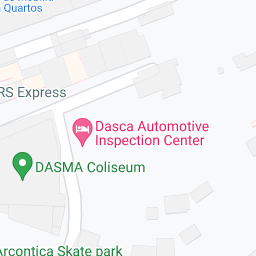 Quartos
RS Express
Dasca Automotive
Inspection Center
DASMA Coliseum
Arcontica Skate park